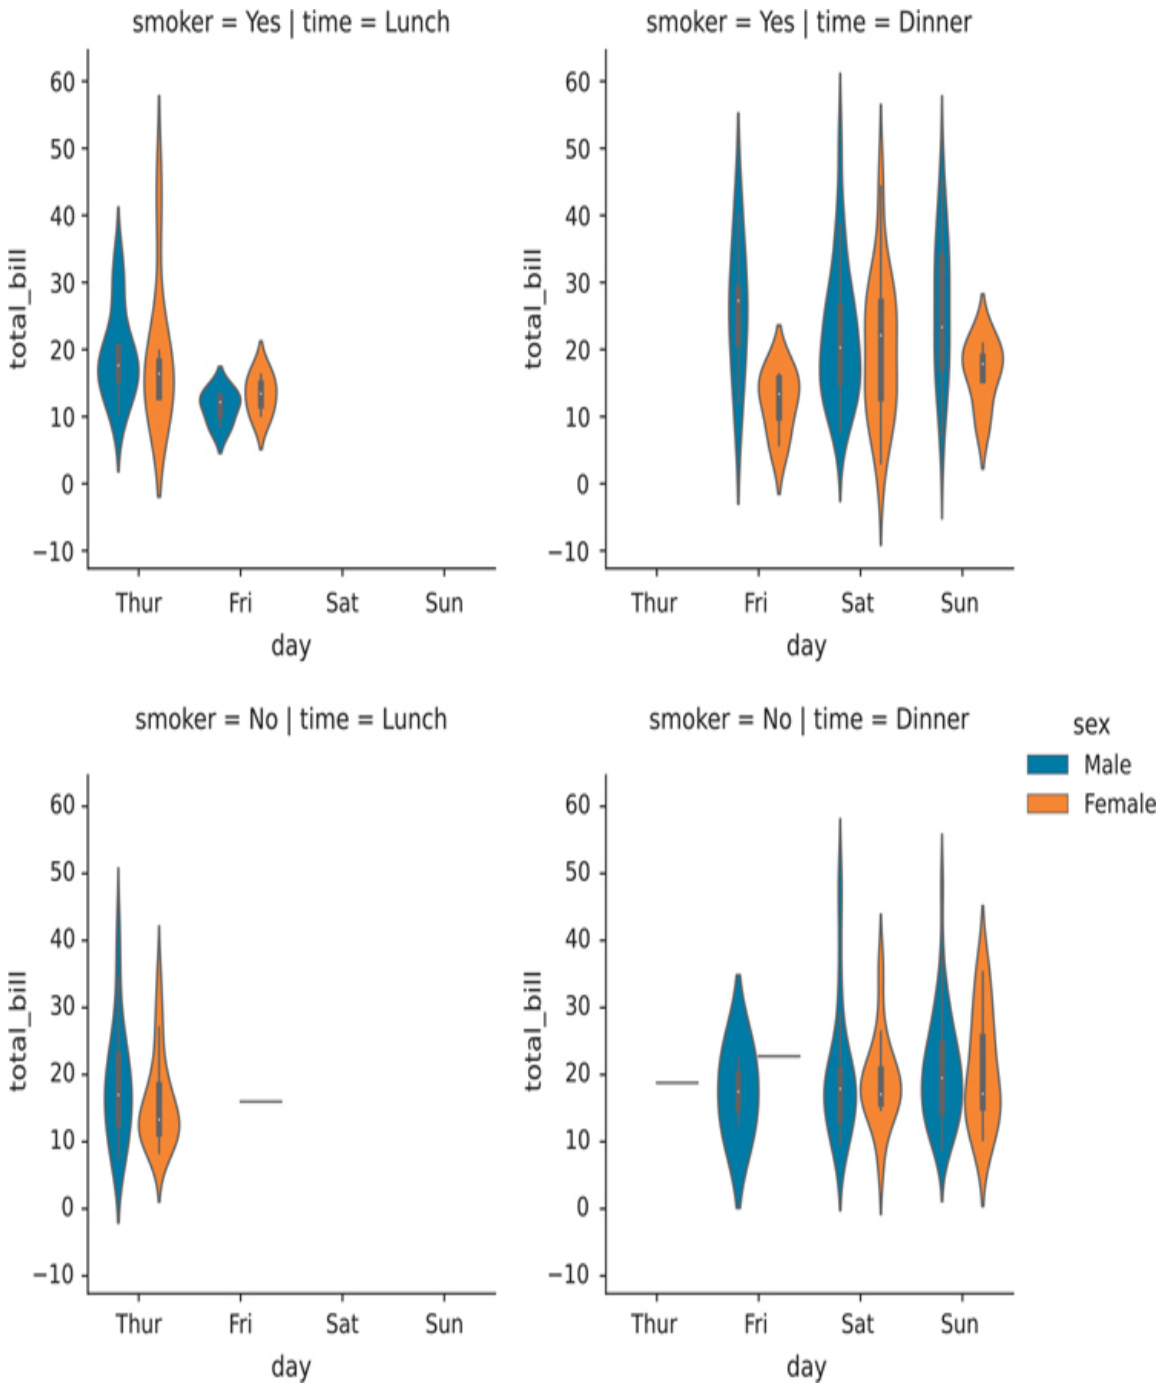 smoker = Yes | time = Lunch
60
50
40
30
20
10
0
−10
total_bill
Thur Fri Sat Sun
day
smoker = Yes | time = Dinner
60
50
40
30
20
10
0
−10
total_bill
Thur Fri Sat Sun
day
smoker = No | time = Lunch
60
50
40
30
20
10
0
−10
total_bill
Thur Fri Sat Sun
day
smoker = No | time = Dinner
60
50
40
30
20
10
0
−10
total_bill
Thur Fri Sat Sun
day
sex
Male
Female